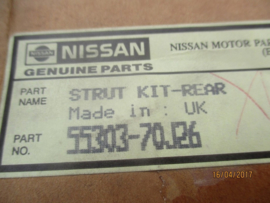 NISSAN
NISSAN MOTOR PAR
GENUINE PARTS
PART NAME STRUT KIT-REAR
Made in : UK
PART NO. 55303-70J26
16/04/2017